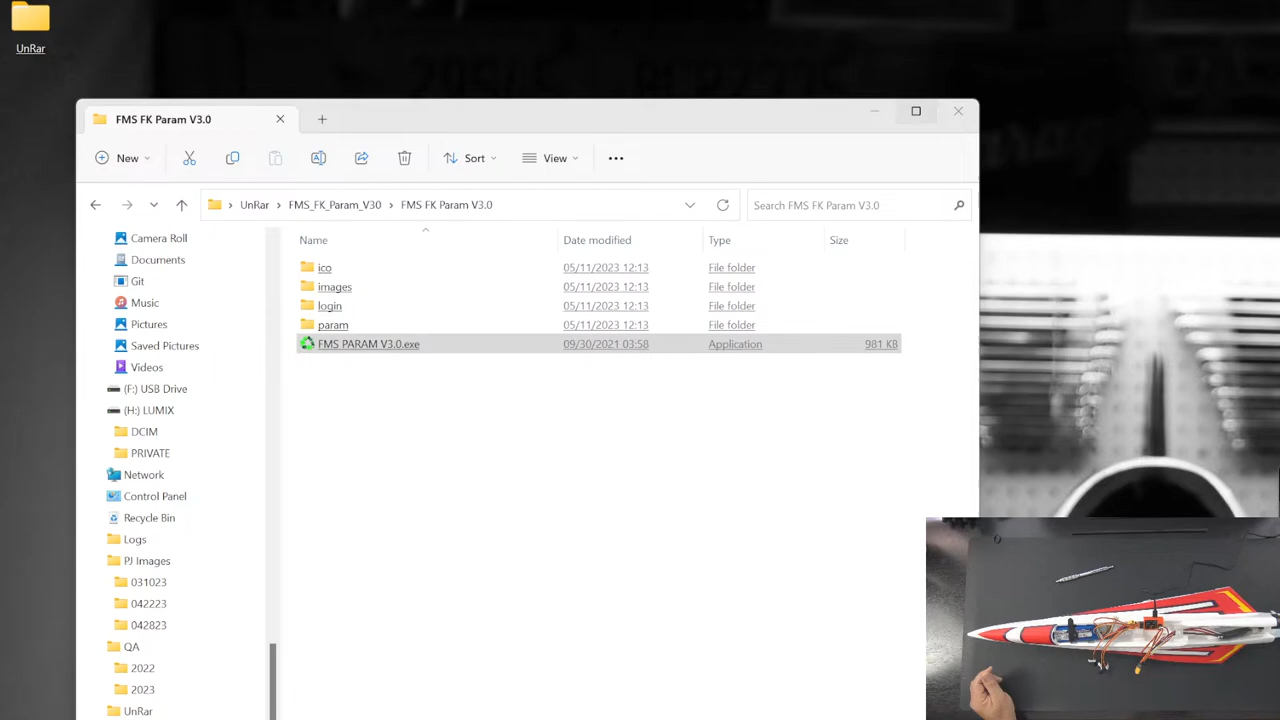 UnRar
FMS FK Param V3.0
New
Sort
View
UnRar > FMS_FK_Param_V30 > FMS FK Param V3.0
Search FMS FK Param V3.0
Name Date modified Type Size
ico 05/11/2023 12:13 File folder
images 05/11/2023 12:13 File folder
login 05/11/2023 12:13 File folder
param 05/11/2023 12:13 File folder
FMS PARAM V3.0.exe 09/30/2021 03:58 Application 981 KB
Camera Roll
Documents
Git
Music
Pictures
Saved Pictures
Videos
(F:) USB Drive
(H:) LUMIX
DCIM
PRIVATE
Network
Control Panel
Recycle Bin
Logs
PJ Images
031023
042223
042823
QA
2022
2023
UnRar